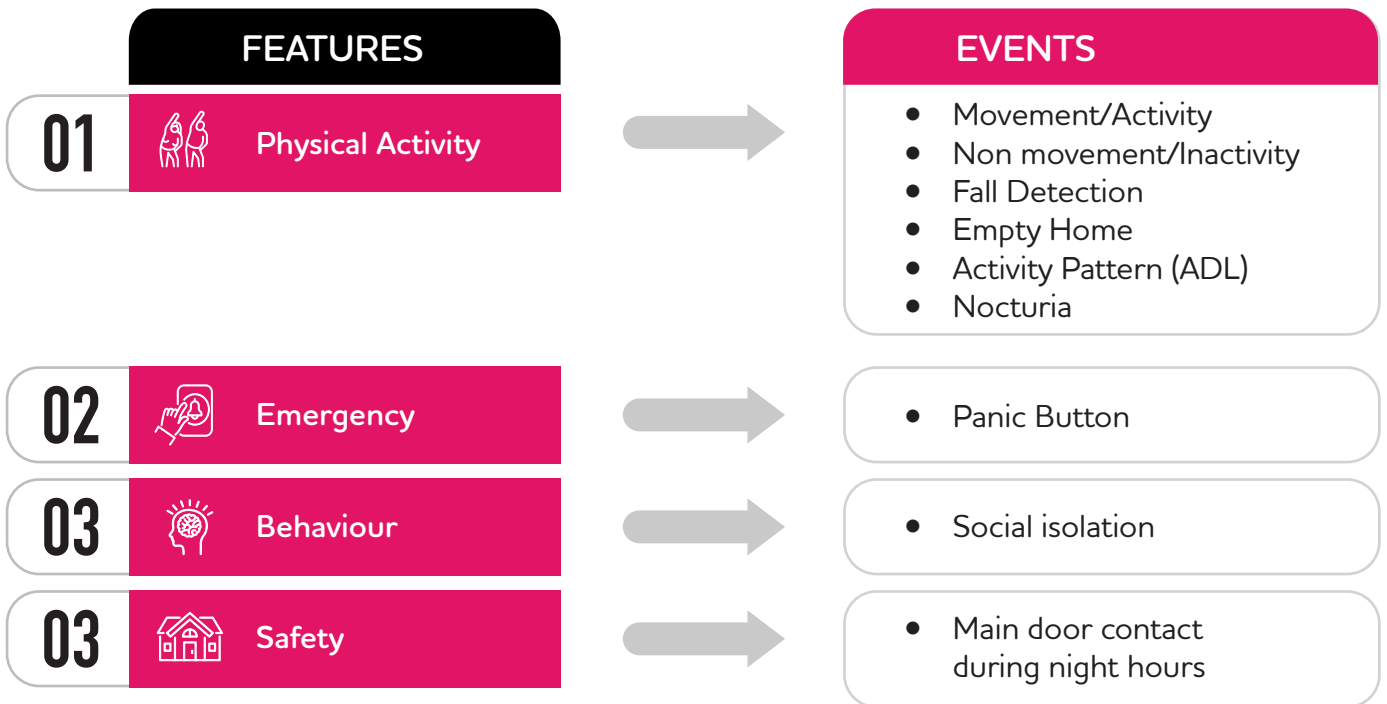 FEATURES
EVENTS
01
Physical Activity
• Movement/Activity
• Non movement/Inactivity
• Fall Detection
• Empty Home
• Activity Pattern (ADL)
• Nocturia
02
Emergency
• Panic Button
03
Behaviour
• Social isolation
03
Safety
• Main door contact
during night hours